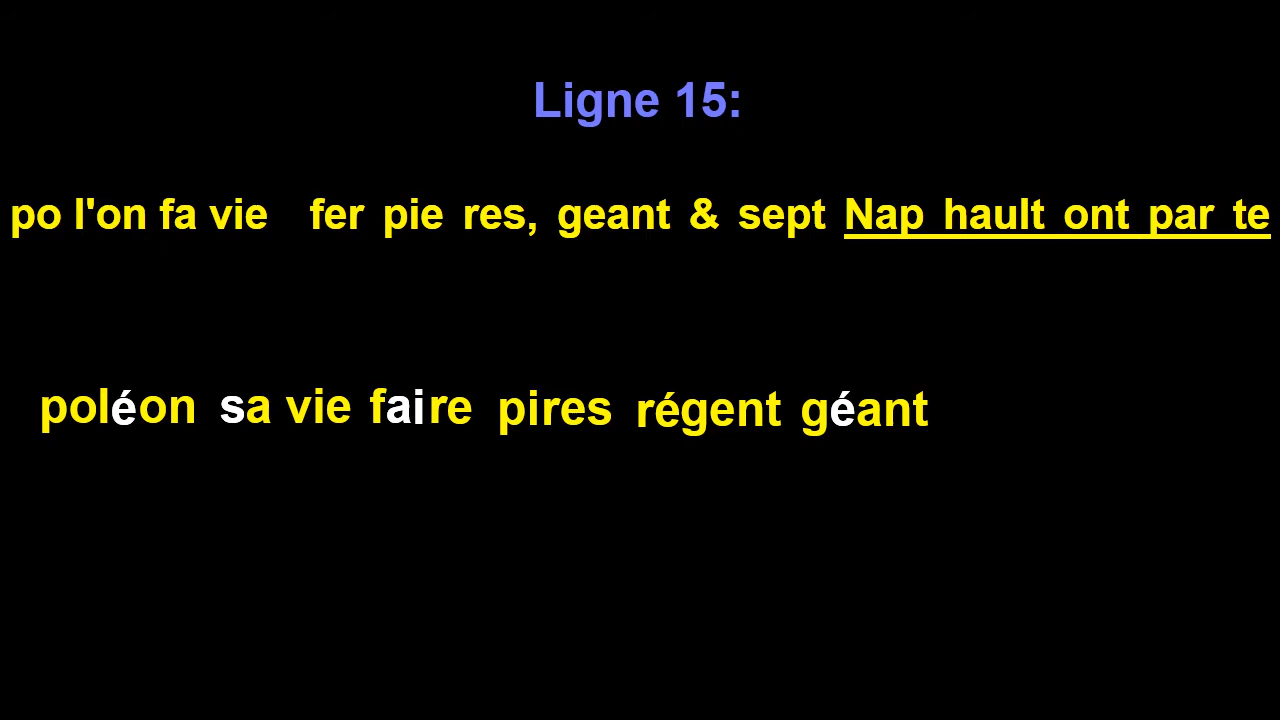 Ligne 15:
po l'on fa vie fer pie res, geant & sept Nap hault ont par te
poléon sa vie faire pires régent géant